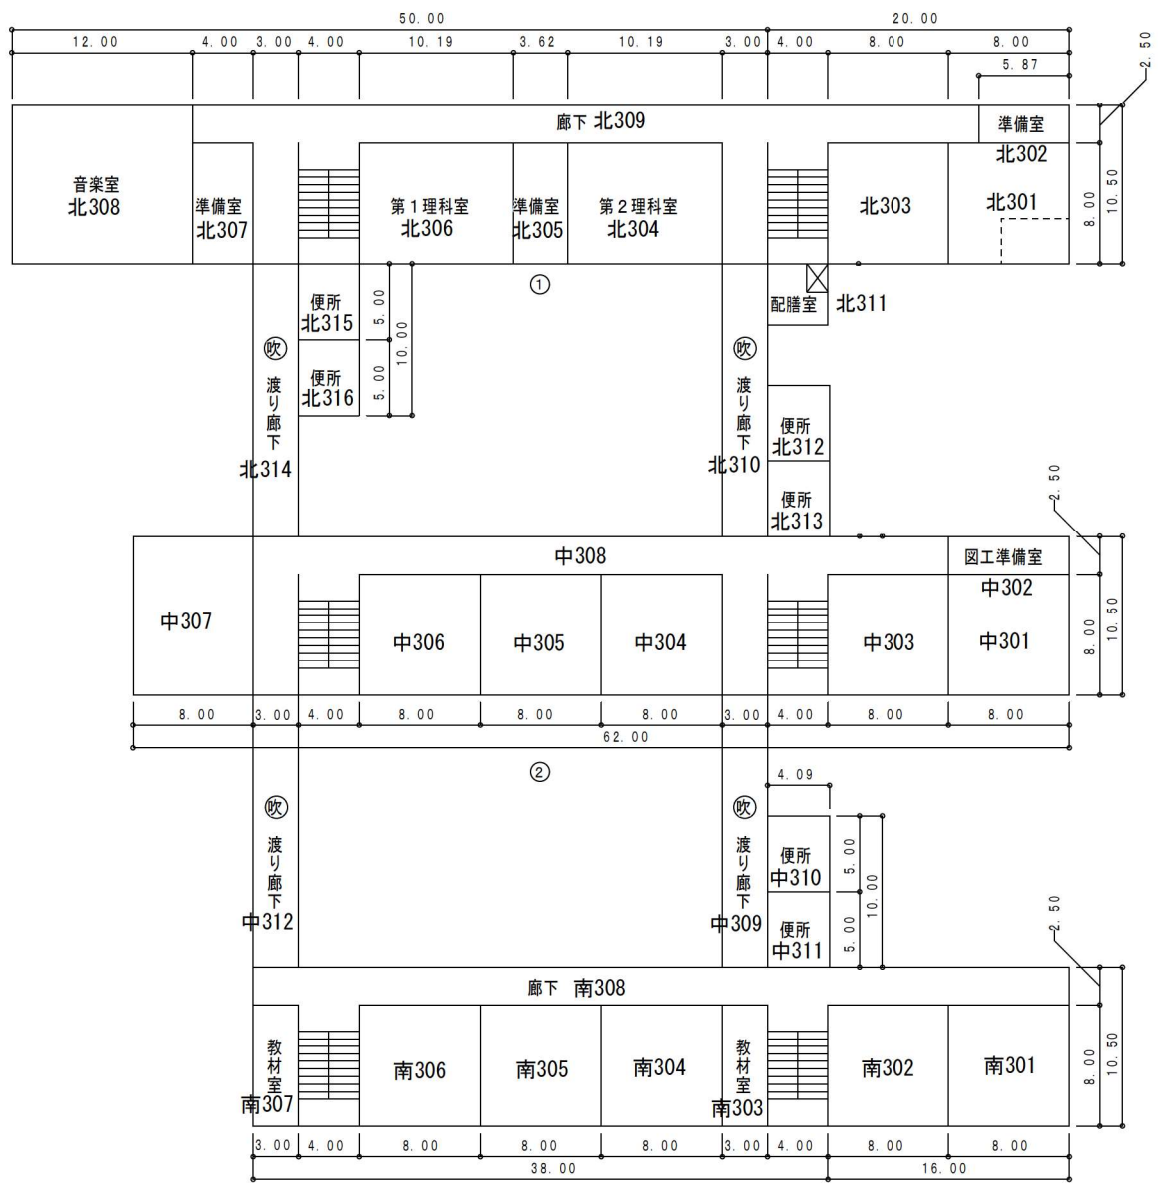 50.00
20.00
12.00
4.00
3.00
4.00
10.19
3.62
10.19
3.00
4.00
8.00
8.00
5.87
2.50
廊下 北309
準備室
北302
音楽室
北308
準備室
北307
第1理科室
北306
準備室
北305
第2理科室
北304
北303
北301
8.00
10.50
①
便所
北315
便所
北316
5.00
5.00
10.00
配膳室 北311
吹
渡り廊下
北314
吹
渡り廊下
北310
便所
北312
便所
北313
2.50
中308
図工準備室
中302
中307
中306
中305
中304
中303
中301
8.00
10.50
8.00
3.00
4.00
8.00
8.00
8.00
3.00
4.00
8.00
8.00
62.00
②
4.09
吹
渡り廊下
中312
吹
渡り廊下
中309
便所
中310
便所
中311
5.00
5.00
10.00
2.50
廊下 南308
教材室
南307
南306
南305
南304
教材室
南303
南302
南301
8.00
10.50
3.00
4.00
8.00
8.00
8.00
3.00
4.00
8.00
8.00
38.00
16.00